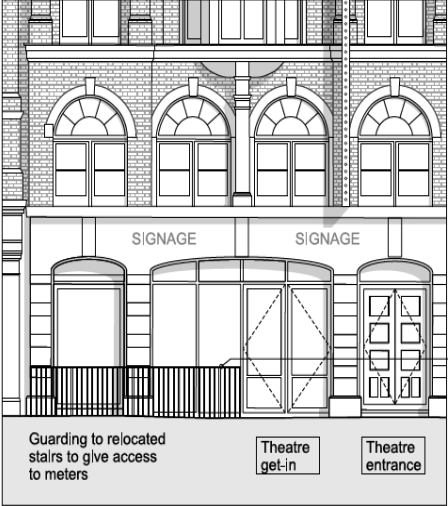 SIGNAGE SIGNAGE
Guarding to relocated
stairs to give access
to meters
Theatre
get-in
Theatre
entrance